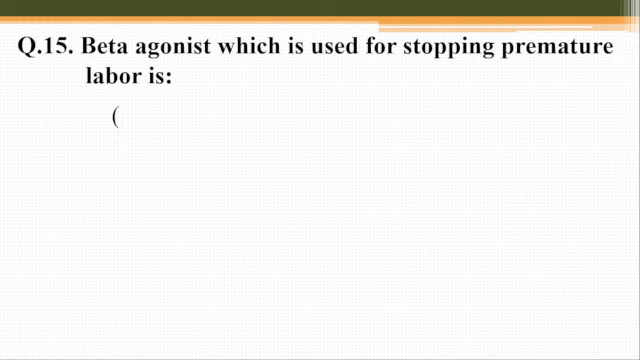 Q.15. Beta agonist which is used for stopping premature
labor is:
(